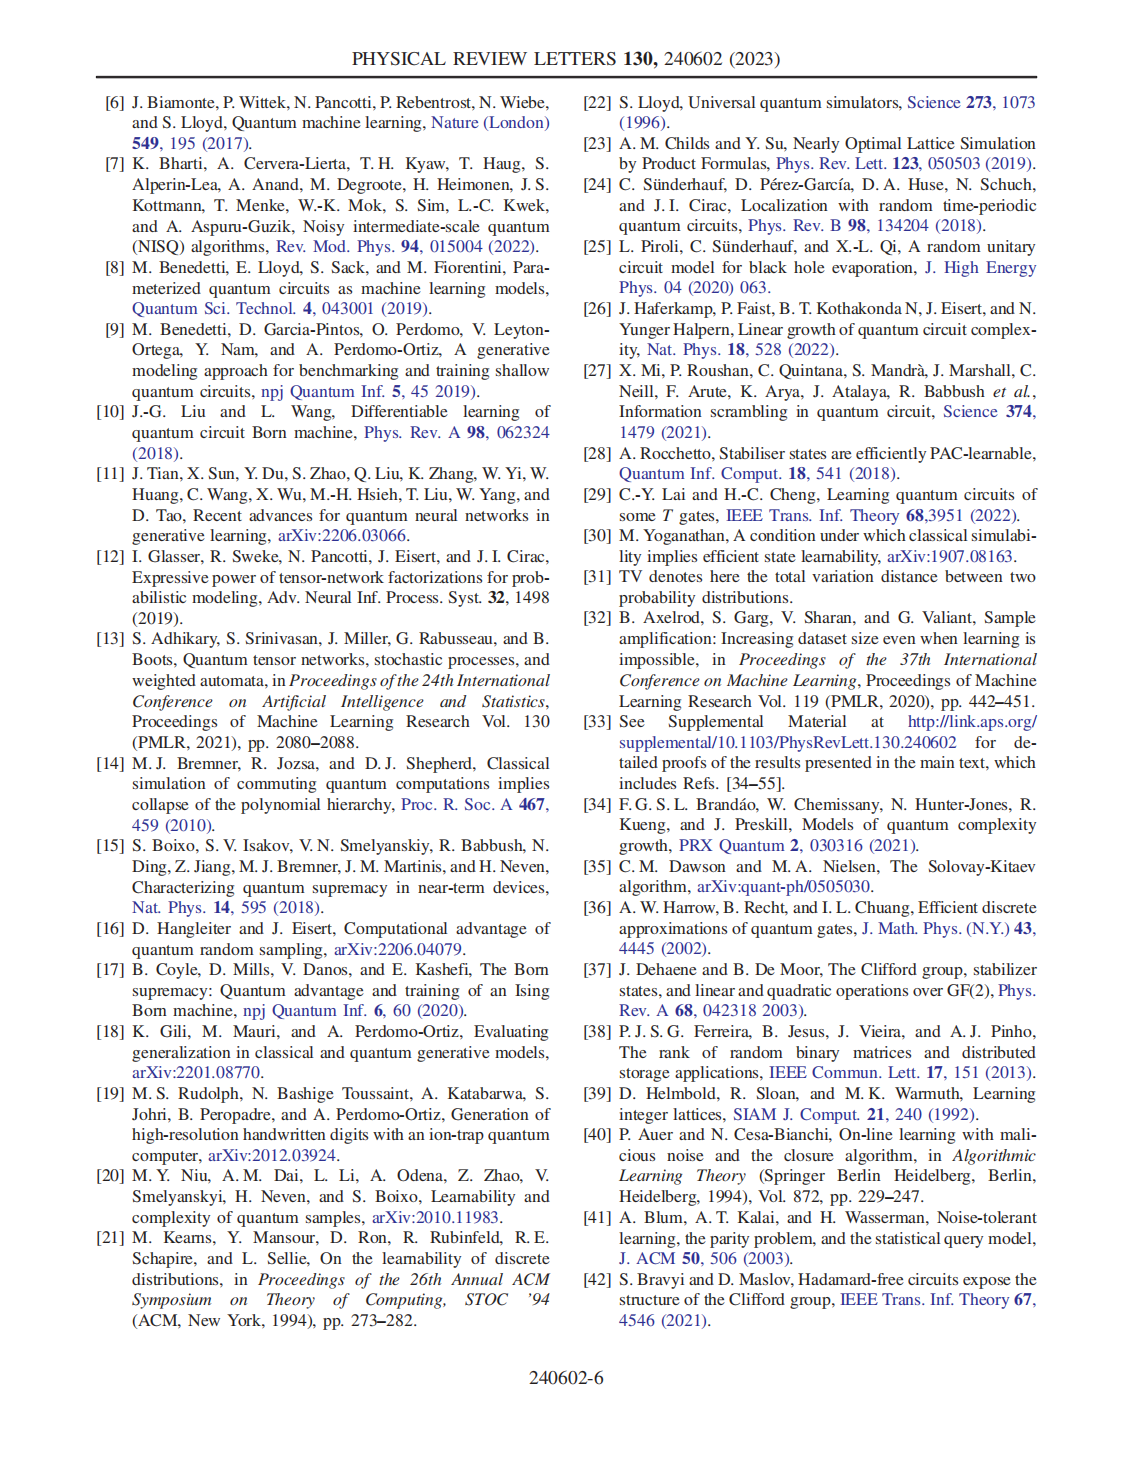 PHYSICAL REVIEW LETTERS 130, 240602 (2023)
[6] J. Biamonte, P. Wittek, N. Pancotti, P. Rebentrost, N. Wiebe,
and S. Lloyd, Quantum machine learning, Nature (London)
549, 195 (2017).
[7] K. Bharti, A. Cervera-Lierta, T. H. Kyaw, T. Haug, S.
Alperin-Lea, A. Anand, M. Degroote, H. Heimonen, J. S.
Kottmann, T. Menke, W.-K. Mok, S. Sim, L.-C. Kwek,
and A. Aspuru-Guzik, Noisy intermediate-scale quantum
(NISQ) algorithms, Rev. Mod. Phys. 94, 015004 (2022).
[8] M. Benedetti, E. Lloyd, S. Sack, and M. Fiorentini, Para-
meterized quantum circuits as machine learning models,
Quantum Sci. Technol. 4, 043001 (2019).
[9] M. Benedetti, D. Garcia-Pintos, O. Perdomo, V. Leyton-
Ortega, Y. Nam, and A. Perdomo-Ortiz, A generative
modeling approach for benchmarking and training shallow
quantum circuits, npj Quantum Inf. 5, 45 2019).
[10] J.-G. Liu and L. Wang, Differentiable learning of
quantum circuit Born machine, Phys. Rev. A 98, 062324
(2018).
[11] J. Tian, X. Sun, Y. Du, S. Zhao, Q. Liu, K. Zhang, W. Yi, W.
Huang, C. Wang, X. Wu, M.-H. Hsieh, T. Liu, W. Yang, and
D. Tao, Recent advances for quantum neural networks in
generative learning, arXiv:2206.03066.
[12] I. Glasser, R. Sweke, N. Pancotti, J. Eisert, and J. I. Cirac,
Expressive power of tensor-network factorizations for prob-
abilistic modeling, Adv. Neural Inf. Process. Syst. 32, 1498
(2019).
[13] S. Adhikary, S. Srinivasan, J. Miller, G. Rabusseau, and B.
Boots, Quantum tensor networks, stochastic processes, and
weighted automata, in Proceedings of the 24th International
Conference on Artificial Intelligence and Statistics,
Proceedings of Machine Learning Research Vol. 130
(PMLR, 2021), pp. 2080–2088.
[14] M. J. Bremner, R. Jozsa, and D. J. Shepherd, Classical
simulation of commuting quantum computations implies
collapse of the polynomial hierarchy, Proc. R. Soc. A 467,
459 (2010).
[15] S. Boixo, S. V. Isakov, V. N. Smelyanskiy, R. Babbush, N.
Ding, Z. Jiang, M. J. Bremner, J. M. Martinis, and H. Neven,
Characterizing quantum supremacy in near-term devices,
Nat. Phys. 14, 595 (2018).
[16] D. Hangleiter and J. Eisert, Computational advantage of
quantum random sampling, arXiv:2206.04079.
[17] B. Coyle, D. Mills, V. Danos, and E. Kashefi, The Born
supremacy: Quantum advantage and training of an Ising
Born machine, npj Quantum Inf. 6, 60 (2020).
[18] K. Gili, M. Mauri, and A. Perdomo-Ortiz, Evaluating
generalization in classical and quantum generative models,
arXiv:2201.08770.
[19] M. S. Rudolph, N. Bashige Toussaint, A. Katabarwa, S.
Johri, B. Peropadre, and A. Perdomo-Ortiz, Generation of
high-resolution handwritten digits with an ion-trap quantum
computer, arXiv:2012.03924.
[20] M. Y. Niu, A. M. Dai, L. Li, A. Odena, Z. Zhao, V.
Smelyanskyi, H. Neven, and S. Boixo, Learnability and
complexity of quantum samples, arXiv:2010.11983.
[21] M. Kearns, Y. Mansour, D. Ron, R. Rubinfeld, R. E.
Schapire, and L. Sellie, On the learnability of discrete
distributions, in Proceedings of the 26th Annual ACM
Symposium on Theory of Computing, STOC '94
(ACM, New York, 1994), pp. 273–282.
[22] S. Lloyd, Universal quantum simulators, Science 273, 1073
(1996).
[23] A. M. Childs and Y. Su, Nearly Optimal Lattice Simulation
by Product Formulas, Phys. Rev. Lett. 123, 050503 (2019).
[24] C. Sünderhauf, D. Pérez-García, D. A. Huse, N. Schuch,
and J. I. Cirac, Localization with random time-periodic
quantum circuits, Phys. Rev. B 98, 134204 (2018).
[25] L. Piroli, C. Sünderhauf, and X.-L. Qi, A random unitary
circuit model for black hole evaporation, J. High Energy
Phys. 04 (2020) 063.
[26] J. Haferkamp, P. Faist, B. T. Kothakonda N, J. Eisert, and N.
Yunger Halpern, Linear growth of quantum circuit complex-
ity, Nat. Phys. 18, 528 (2022).
[27] X. Mi, P. Roushan, C. Quintana, S. Mandrà, J. Marshall, C.
Neill, F. Arute, K. Arya, J. Atalaya, R. Babbush et al.,
Information scrambling in quantum circuit, Science 374,
1479 (2021).
[28] A. Rocchetto, Stabiliser states are efficiently PAC-learnable,
Quantum Inf. Comput. 18, 541 (2018).
[29] C.-Y. Lai and H.-C. Cheng, Learning quantum circuits of
some T gates, IEEE Trans. Inf. Theory 68,3951 (2022).
[30] M. Yoganathan, A condition under which classical simulabi-
lity implies efficient state learnability, arXiv:1907.08163.
[31] TV denotes here the total variation distance between two
probability distributions.
[32] B. Axelrod, S. Garg, V. Sharan, and G. Valiant, Sample
amplification: Increasing dataset size even when learning is
impossible, in Proceedings of the 37th International
Conference on Machine Learning, Proceedings of Machine
Learning Research Vol. 119 (PMLR, 2020), pp. 442–451.
[33] See Supplemental Material at http://link.aps.org/
supplemental/10.1103/PhysRevLett.130.240602 for de-
tailed proofs of the results presented in the main text, which
includes Refs. [34–55].
[34] F. G. S. L. Brandáo, W. Chemissany, N. Hunter-Jones, R.
Kueng, and J. Preskill, Models of quantum complexity
growth, PRX Quantum 2, 030316 (2021).
[35] C. M. Dawson and M. A. Nielsen, The Solovay-Kitaev
algorithm, arXiv:quant-ph/0505030.
[36] A. W. Harrow, B. Recht, and I. L. Chuang, Efficient discrete
approximations of quantum gates, J. Math. Phys. (N.Y.) 43,
4445 (2002).
[37] J. Dehaene and B. De Moor, The Clifford group, stabilizer
states, and linear and quadratic operations over GF(2), Phys.
Rev. A 68, 042318 2003).
[38] P. J. S. G. Ferreira, B. Jesus, J. Vieira, and A. J. Pinho,
The rank of random binary matrices and distributed
storage applications, IEEE Commun. Lett. 17, 151 (2013).
[39] D. Helmbold, R. Sloan, and M. K. Warmuth, Learning
integer lattices, SIAM J. Comput. 21, 240 (1992).
[40] P. Auer and N. Cesa-Bianchi, On-line learning with mali-
cious noise and the closure algorithm, in Algorithmic
Learning Theory (Springer Berlin Heidelberg, Berlin,
Heidelberg, 1994), Vol. 872, pp. 229–247.
[41] A. Blum, A. T. Kalai, and H. Wasserman, Noise-tolerant
learning, the parity problem, and the statistical query model,
J. ACM 50, 506 (2003).
[42] S. Bravyi and D. Maslov, Hadamard-free circuits expose the
structure of the Clifford group, IEEE Trans. Inf. Theory 67,
4546 (2021).
240602-6